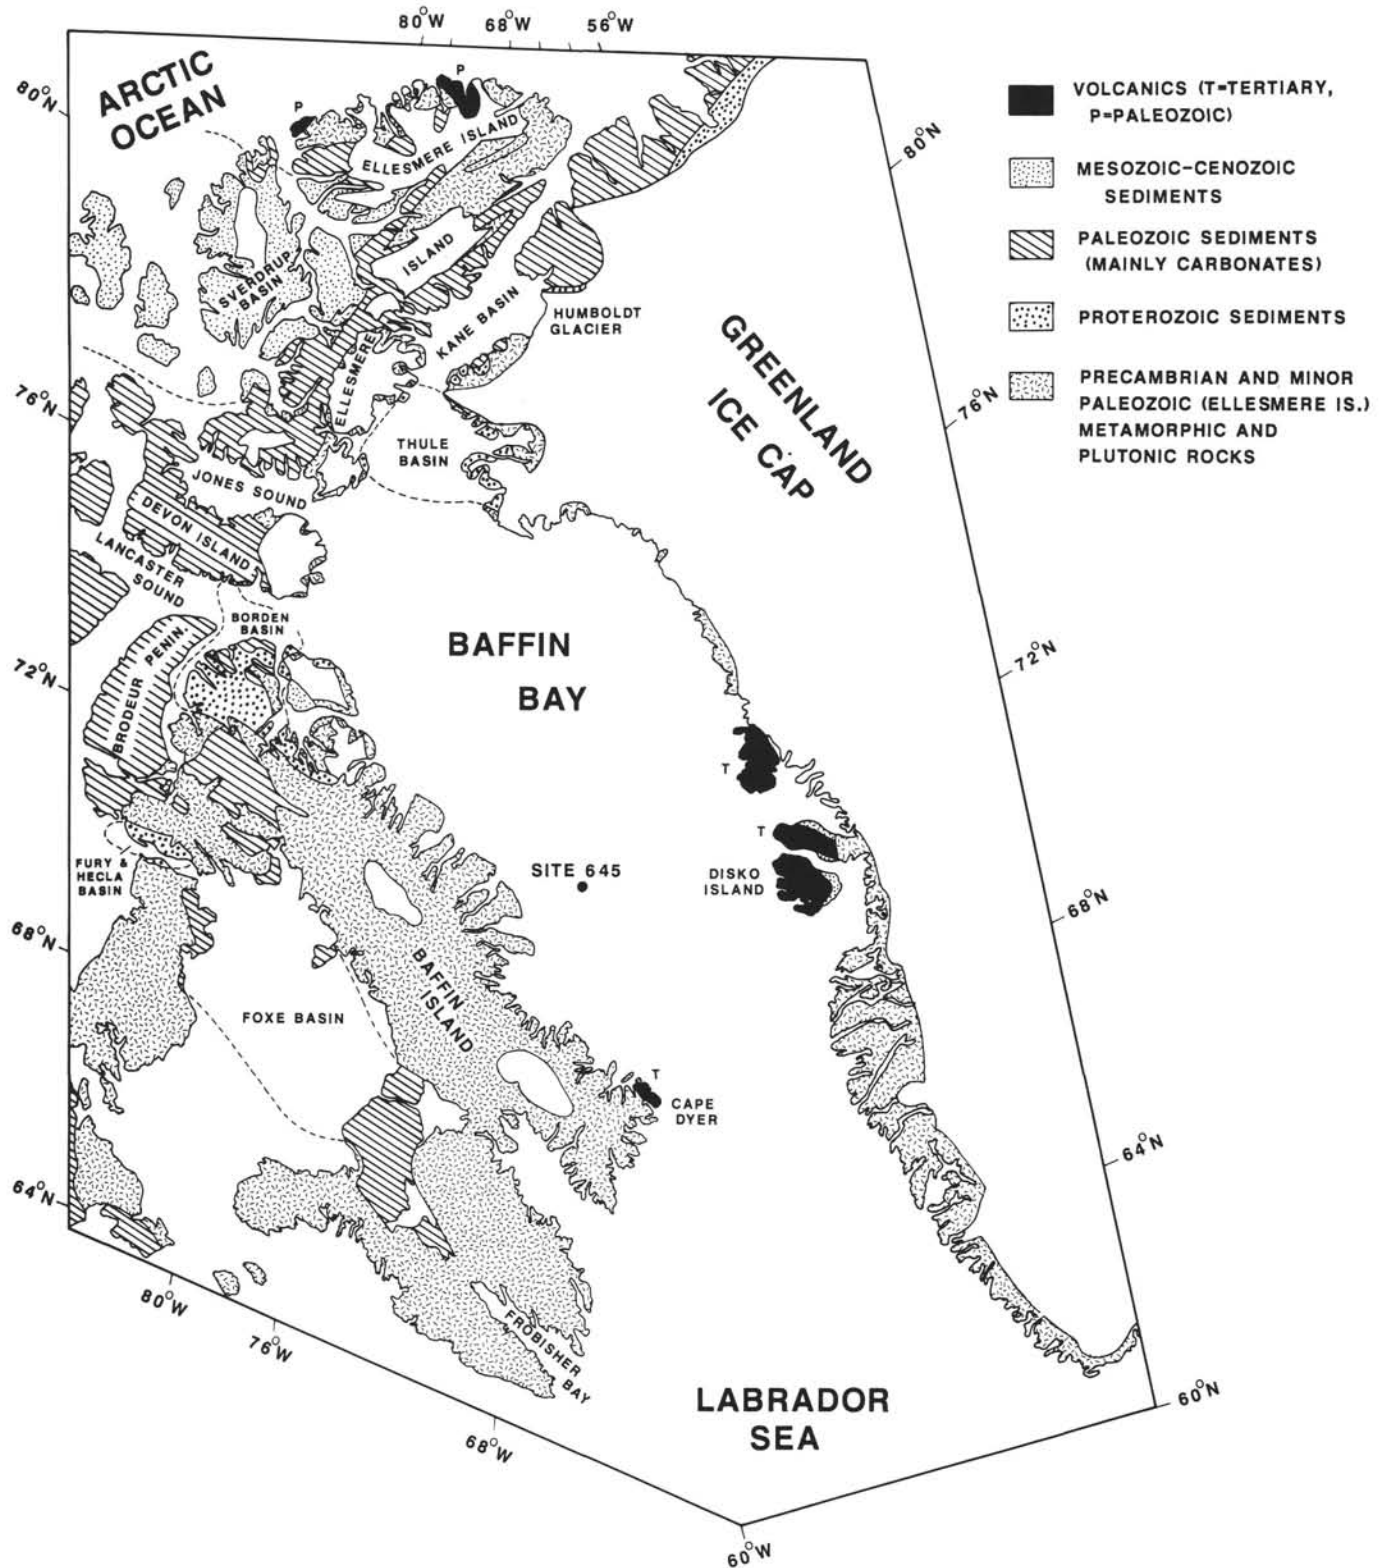 80°W 68°W 56°W
ARCTIC
OCEAN
80°N
P
P
ELLESMERE ISLAND
80°N
VOLCANICS (T=TERTIARY,
P=PALEOZOIC)
MESOZOIC-CENOZOIC
SEDIMENTS
PALEOZOIC SEDIMENTS
(MAINLY CARBONATES)
PROTEROZOIC SEDIMENTS
PRECAMBRIAN AND MINOR
PALEOZOIC (ELLESMERE IS.)
METAMORPHIC AND
PLUTONIC ROCKS
SVERDRUP
BASIN
ISLAND
ELLESMERE
KANE BASIN
HUMBOLDT
GLACIER
GREENLAND
ICE CAP
76°N
76°N
THULE
BASIN
JONES SOUND
DEVON ISLAND
LANCASTER
SOUND
BORDEN
BASIN
BRODEUR PENIN.
72°N
72°N
BAFFIN
BAY
T
T
DISKO
ISLAND
SITE 645
FURY &
HECLA
BASIN
68°N
68°N
BAFFIN
ISLAND
FOXE BASIN
T
CAPE
DYER
64°N
64°N
FROBISHER
BAY
LABRADOR
SEA
80°W
76°W
68°W
60°W
60°N